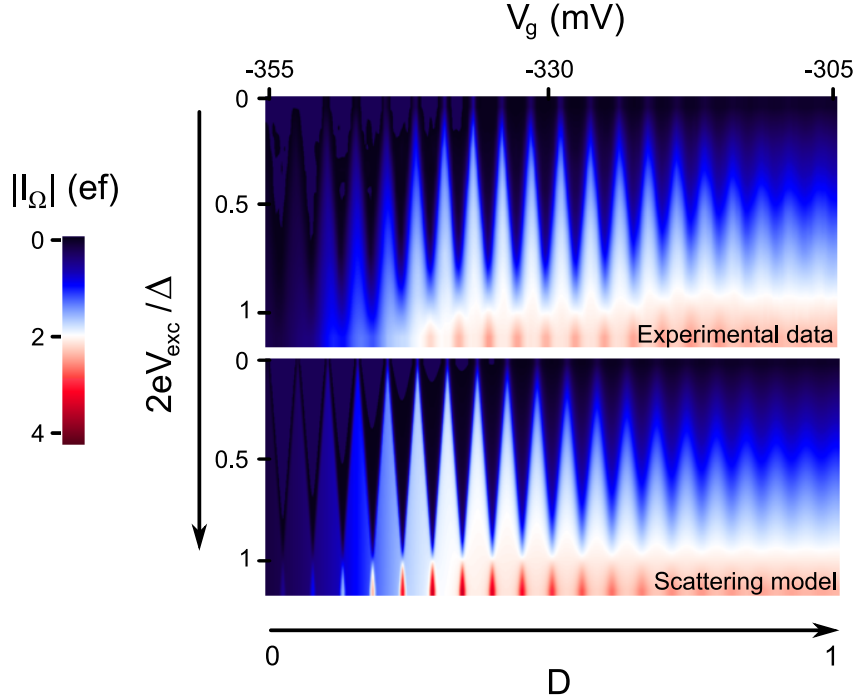 V_g (mV)
-355 -330 -305
0
0.5
1
Experimental data
|I_Ω| (ef)
0
2
4
2eV_exc/Δ
0
0.5
1
Scattering model
0 1
D